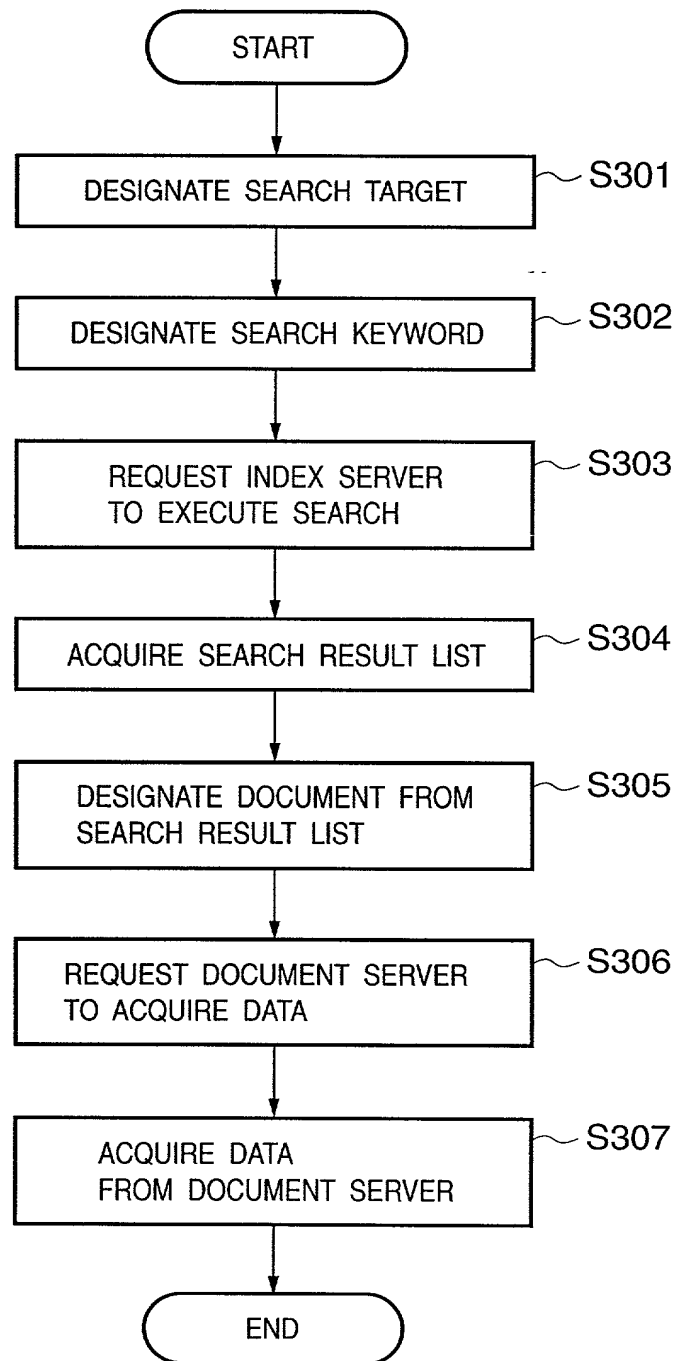 START
DESIGNATE SEARCH TARGET
S301
DESIGNATE SEARCH KEYWORD
S302
REQUEST INDEX SERVER
TO EXECUTE SEARCH
S303
ACQUIRE SEARCH RESULT LIST
S304
DESIGNATE DOCUMENT FROM
SEARCH RESULT LIST
S305
REQUEST DOCUMENT SERVER
TO ACQUIRE DATA
S306
ACQUIRE DATA
FROM DOCUMENT SERVER
S307
END